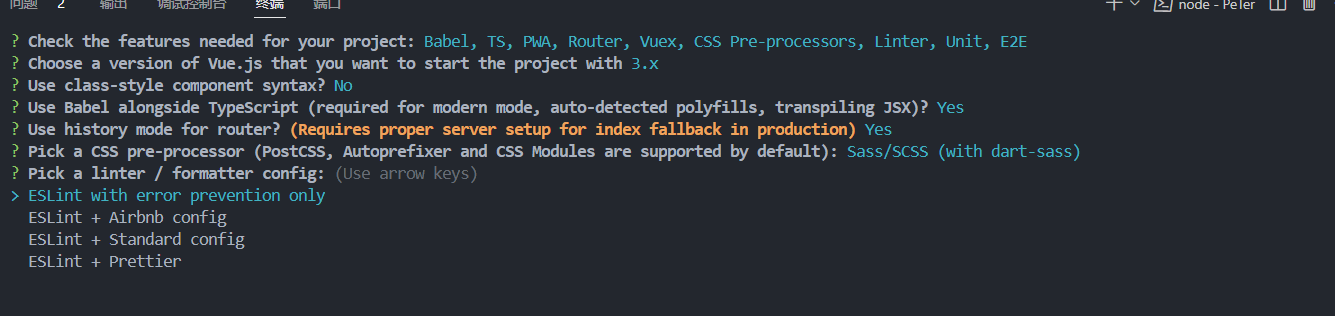 问题 2 输出 调试控制台 终端 端口 node - PeTer
? Check the features needed for your project: Babel, TS, PWA, Router, Vuex, CSS Pre-processors, Linter, Unit, E2E
? Choose a version of Vue.js that you want to start the project with 3.x
? Use class-style component syntax? No
? Use Babel alongside TypeScript (required for modern mode, auto-detected polyfills, transpiling JSX)? Yes
? Use history mode for router? (Requires proper server setup for index fallback in production) Yes
? Pick a CSS pre-processor (PostCSS, Autoprefixer and CSS Modules are supported by default): Sass/SCSS (with dart-sass)
? Pick a linter / formatter config: (Use arrow keys)
> ESLint with error prevention only
ESLint + Airbnb config
ESLint + Standard config
ESLint + Prettier